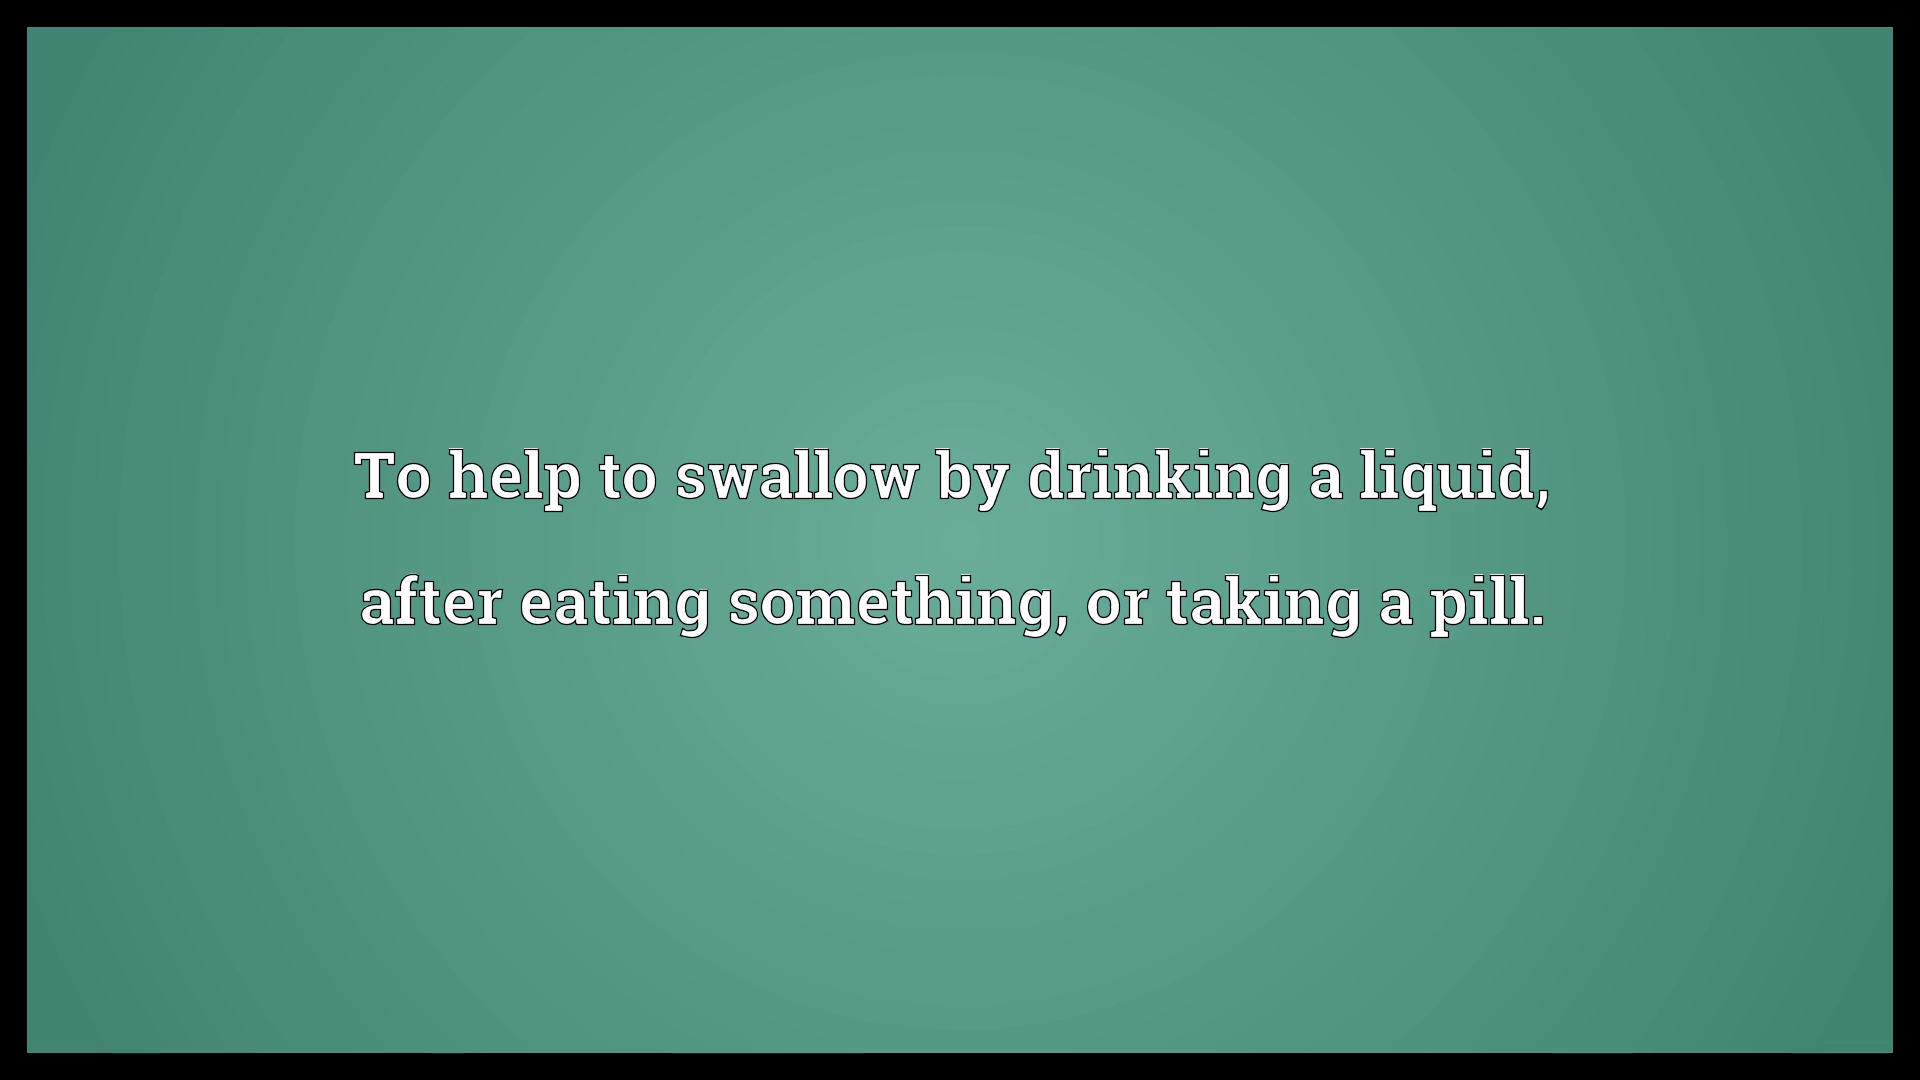 To help to swallow by drinking a liquid,
after eating something, or taking a pill.